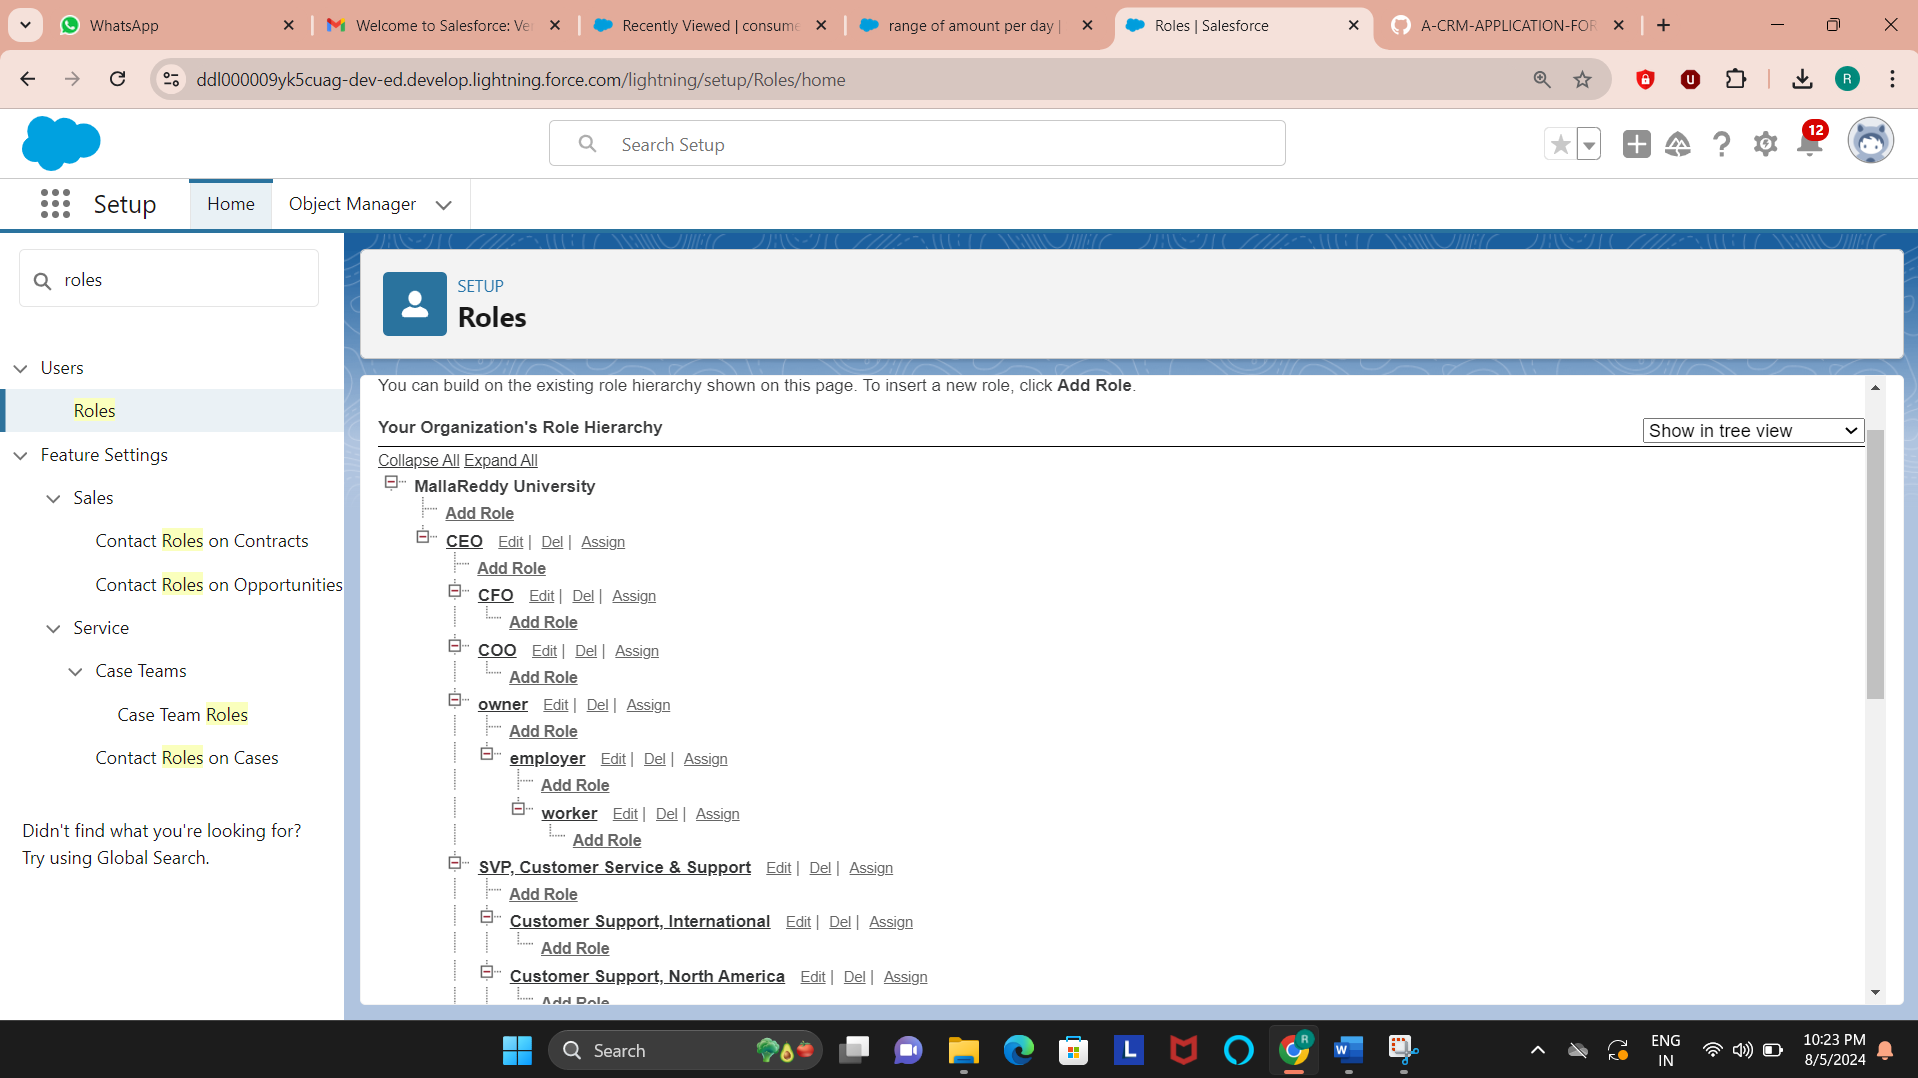 WhatsApp
Welcome to Salesforce: Ver
Recently Viewed | consume
range of amount per day |
Roles | Salesforce
A-CRM-APPLICATION-FOR
ddl000009yk5cuag-dev-ed.develop.lightning.force.com/lightning/setup/Roles/home
R
Search Setup
12
Setup
Home
Object Manager
roles
Users
Roles
Feature Settings
Sales
Contact Roles on Contracts
Contact Roles on Opportunities
Service
Case Teams
Case Team Roles
Contact Roles on Cases
Didn't find what you're looking for?
Try using Global Search.
SETUP
Roles
You can build on the existing role hierarchy shown on this page. To insert a new role, click Add Role.
Your Organization's Role Hierarchy
Show in tree view
Collapse All Expand All
MallaReddy University
Add Role
CEO Edit | Del | Assign
Add Role
CFO Edit | Del | Assign
Add Role
COO Edit | Del | Assign
Add Role
owner Edit | Del | Assign
Add Role
employer Edit | Del | Assign
Add Role
worker Edit | Del | Assign
Add Role
SVP, Customer Service & Support Edit | Del | Assign
Add Role
Customer Support, International Edit | Del | Assign
Add Role
Customer Support, North America Edit | Del | Assign
Add Role
Search
L
R
W
ENG
IN
10:23 PM
8/5/2024